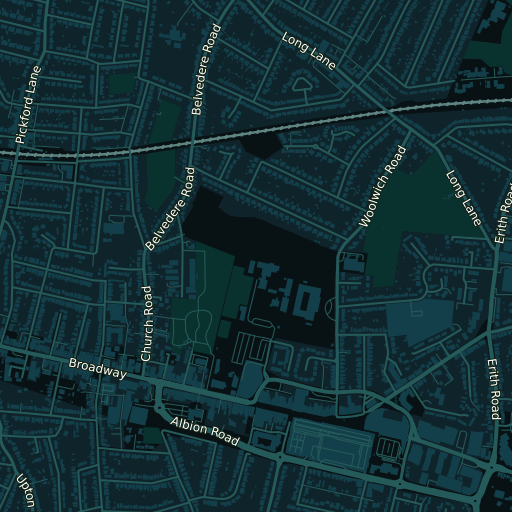 Long Lane
Belvedere Road
Pickford Lane
Woolwich Road
Long Lane
Erith Road
Belvedere Road
Church Road
Broadway
Erith Road
Albion Road
Upton